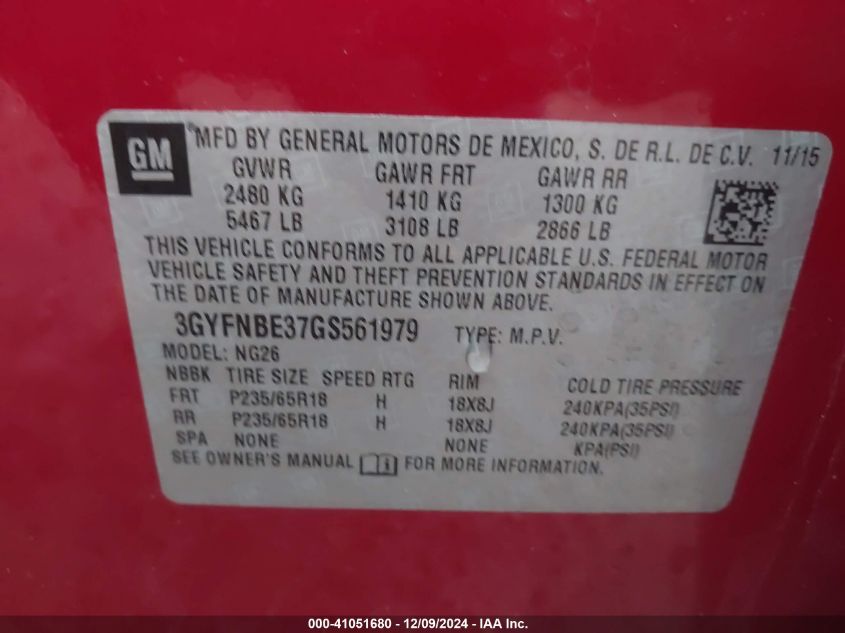 GM MFD BY GENERAL MOTORS DE MEXICO, S. DE R.L. DE C.V. 11/15
GVWR GAWR FRT GAWR RR
2480 KG 1410 KG 1300 KG
5467 LB 3108 LB 2866 LB
THIS VEHICLE CONFORMS TO ALL APPLICABLE U.S. FEDERAL MOTOR
VEHICLE SAFETY AND THEFT PREVENTION STANDARDS IN EFFECT ON
THE DATE OF MANUFACTURE SHOWN ABOVE.
3GYFNBE37GS561979 TYPE: M.P.V.
MODEL: NG26
NBBK TIRE SIZE SPEED RTG RIM COLD TIRE PRESSURE
FRT P235/65R18 H 18X8J 240KPA(35PSI)
RR P235/65R18 H 18X8J 240KPA(35PSI)
SPA NONE NONE KPA(PSI)
SEE OWNER'S MANUAL FOR MORE INFORMATION.
000-41051680 - 12/09/2024 - IAA Inc.